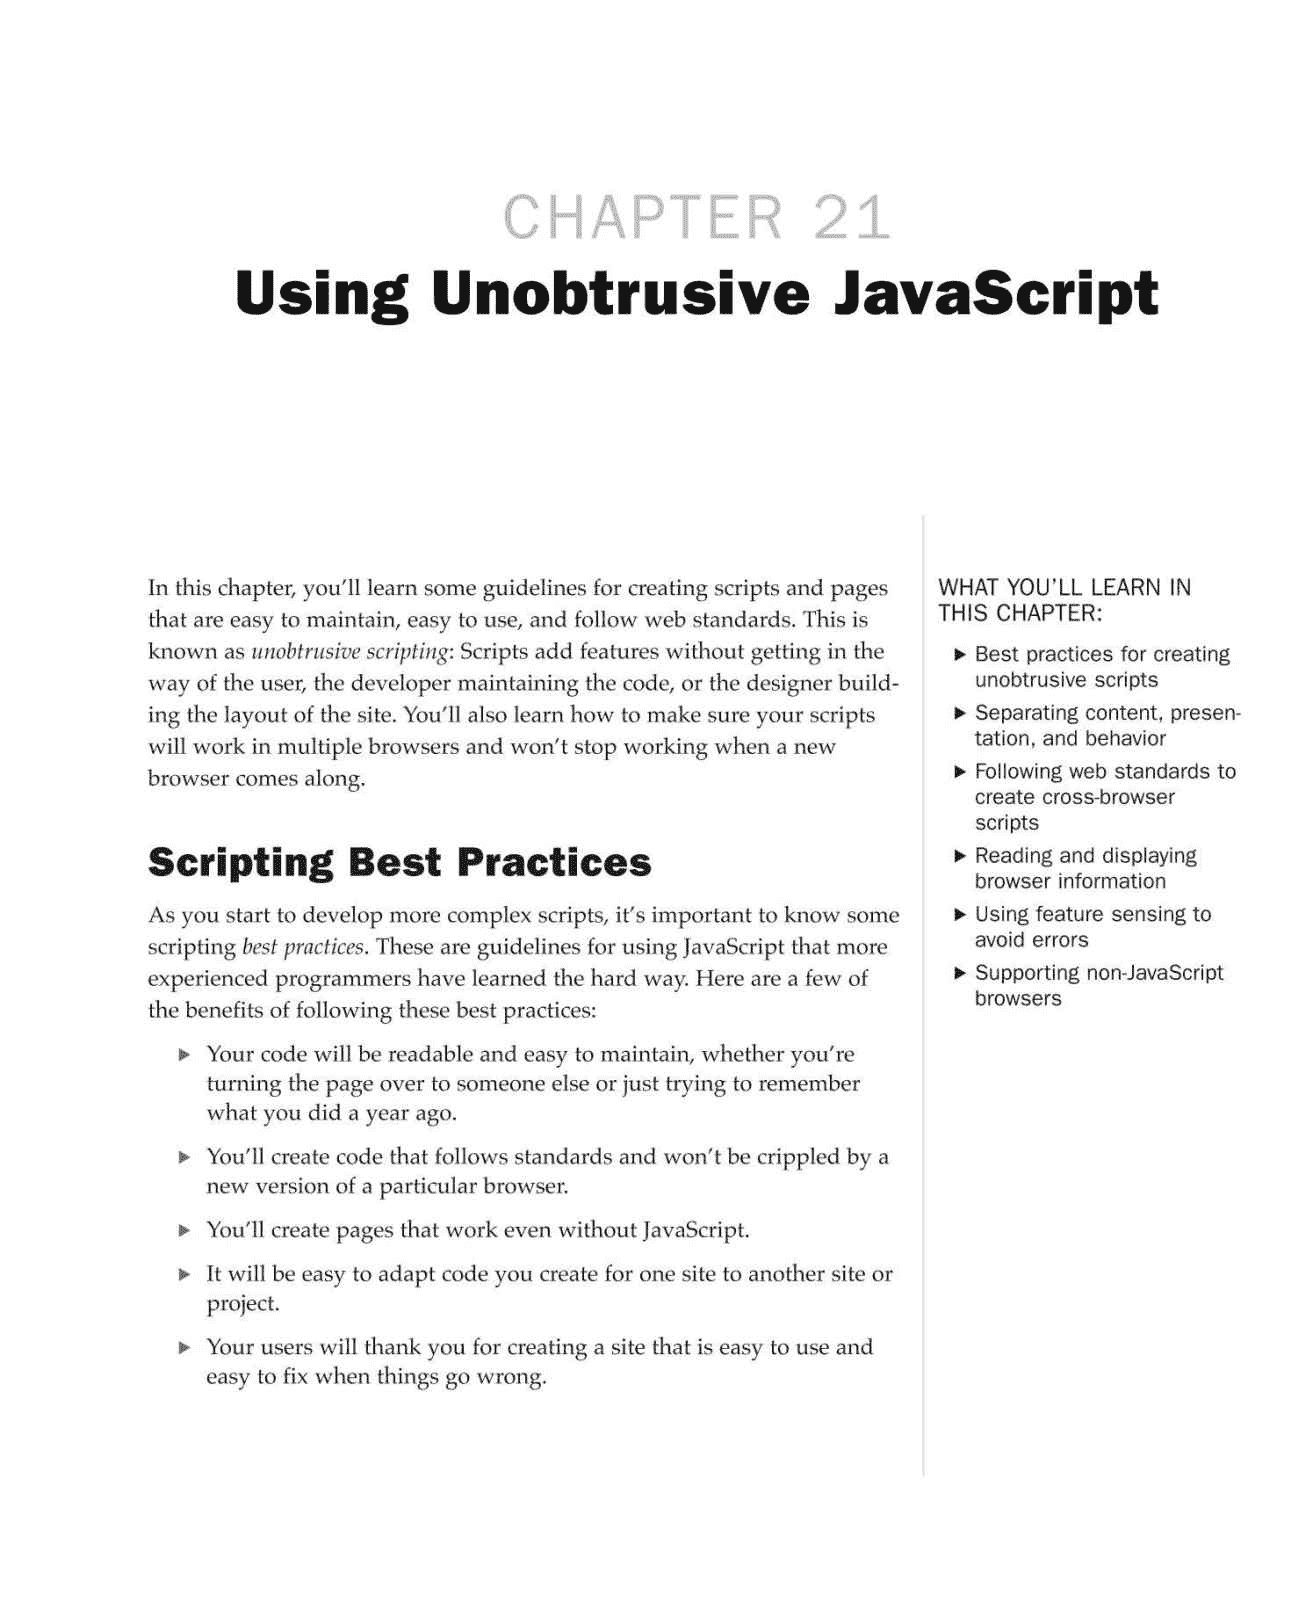 CHAPTER 21
Using Unobtrusive JavaScript
In this chapter, you'll learn some guidelines for creating scripts and pages
that are easy to maintain, easy to use, and follow web standards. This is
known as unobtrusive scripting: Scripts add features without getting in the
way of the user, the developer maintaining the code, or the designer build-
ing the layout of the site. You'll also learn how to make sure your scripts
will work in multiple browsers and won't stop working when a new
browser comes along.
Scripting Best Practices
As you start to develop more complex scripts, it's important to know some
scripting best practices. These are guidelines for using JavaScript that more
experienced programmers have learned the hard way. Here are a few of
the benefits of following these best practices:
▶ Your code will be readable and easy to maintain, whether you're
turning the page over to someone else or just trying to remember
what you did a year ago.
▶ You'll create code that follows standards and won't be crippled by a
new version of a particular browser.
▶ You'll create pages that work even without JavaScript.
▶ It will be easy to adapt code you create for one site to another site or
project.
▶ Your users will thank you for creating a site that is easy to use and
easy to fix when things go wrong.
WHAT YOU'LL LEARN IN
THIS CHAPTER:
▶ Best practices for creating
unobtrusive scripts
▶ Separating content, presen-
tation, and behavior
▶ Following web standards to
create cross-browser
scripts
▶ Reading and displaying
browser information
▶ Using feature sensing to
avoid errors
▶ Supporting non-JavaScript
browsers